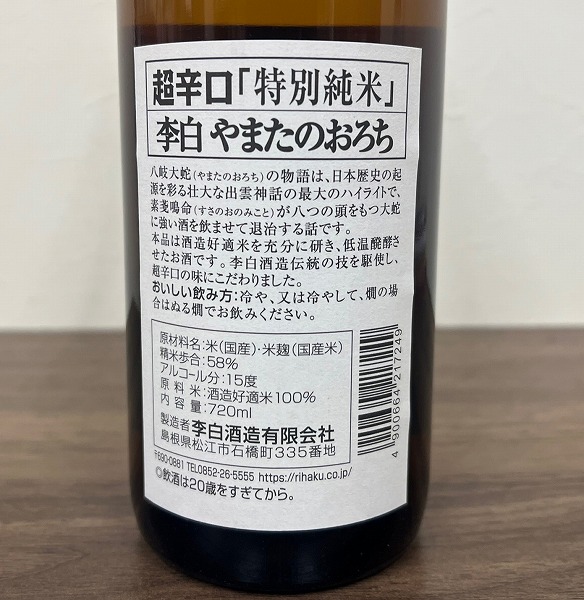 超辛口「特別純米」
李白 やまたのおろち
八岐大蛇(やまたのおろち)の物語は、日本歴史の起
源を彩る壮大な出雲神話の最大のハイライトで、
素戔嗚命(すさのおのみこと)が八つの頭をもつ大蛇
に強い酒を飲ませて退治する話です。
本品は酒造好適米を充分に研き、低温醗酵さ
せたお酒です。李白酒造伝統の技を駆使し、
超辛口の味にこだわりました。
おいしい飲み方:冷や、又は冷やして、燗の場
合はぬる燗でお飲みください。
原材料名:米(国産)・米麹(国産米)
精米歩合:58%
アルコール分:15度
原料米:酒造好適米100%
内容量:720ml
製造者 李白酒造有限会社
島根県松江市石橋町335番地
〒690-0881 TEL0852-26-5555 https://rihaku.co.jp/
◎飲酒は20歳をすぎてから。
4 900664 217249